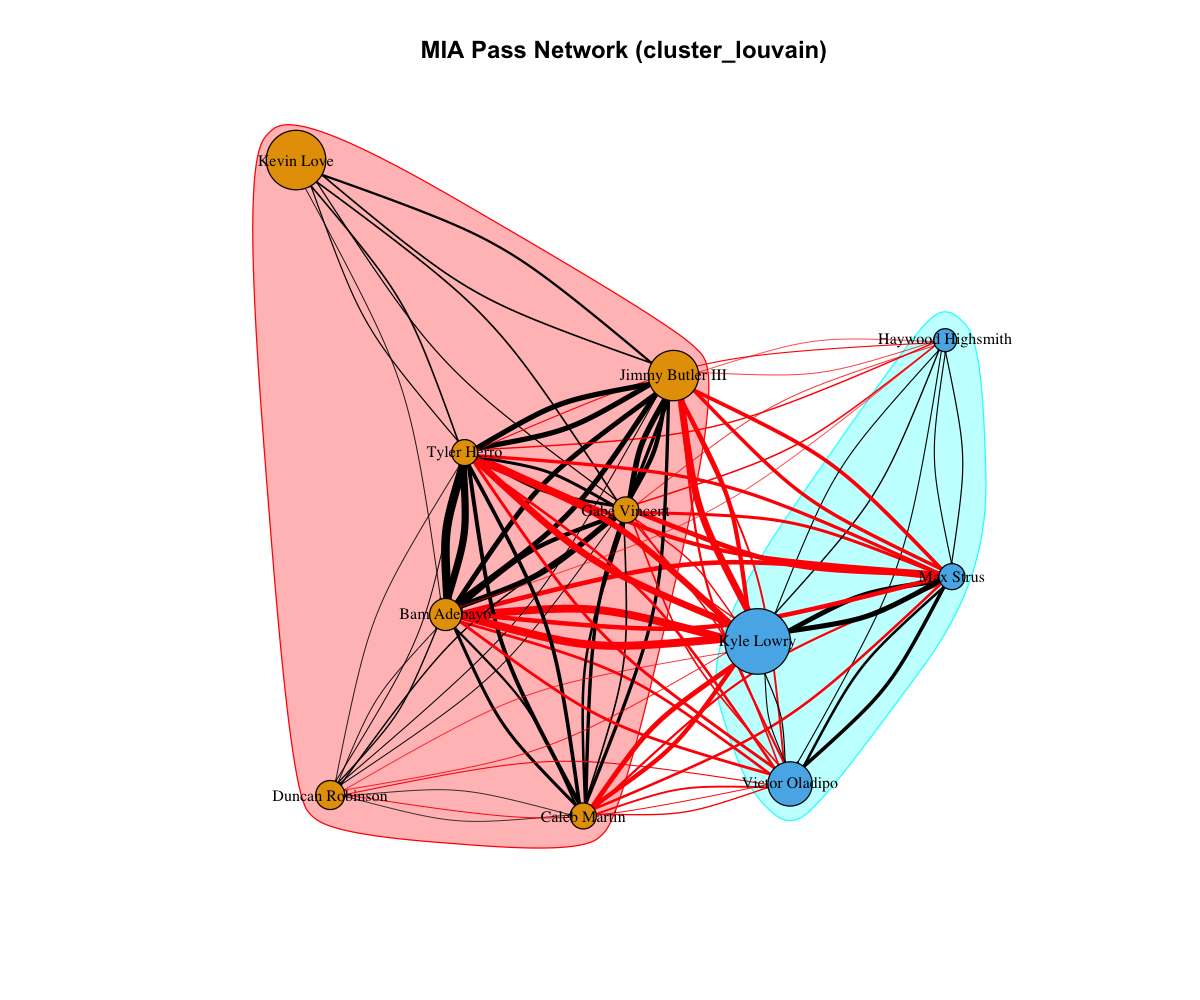 MIA Pass Network (cluster_louvain)
Kevin Love
Haywood Highsmith
Jimmy Butler III
Tyler Herro
Gabe Vincent
Max Strus
Bam Adebayo
Kyle Lowry
Victor Oladipo
Duncan Robinson
Caleb Martin